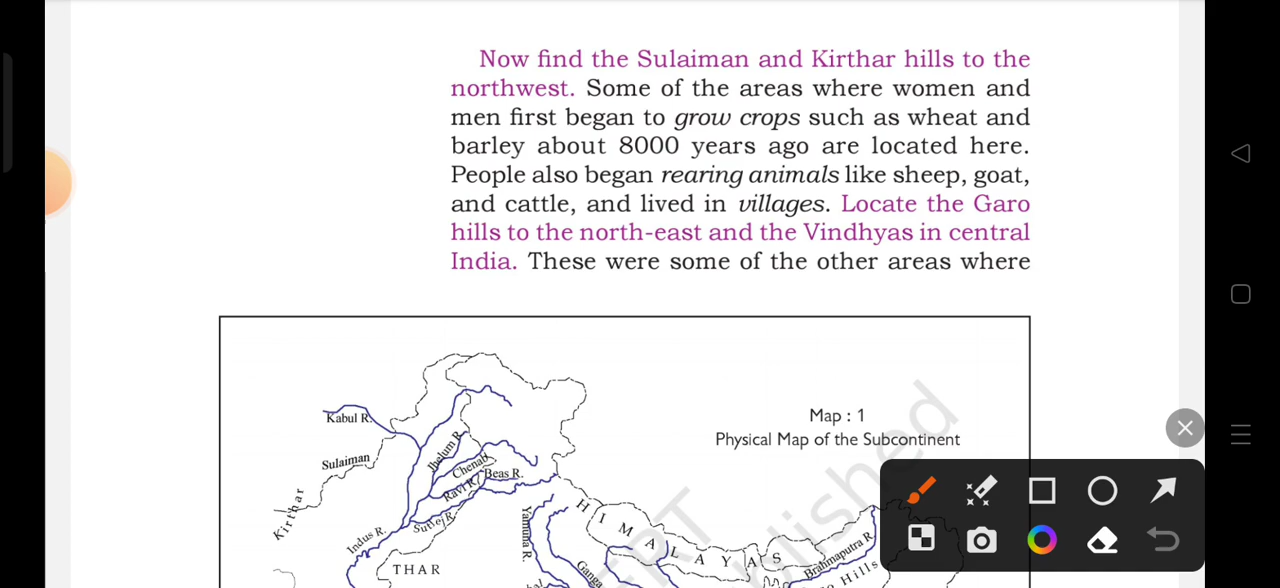 Now find the Sulaiman and Kirthar hills to the
northwest. Some of the areas where women and
men first began to grow crops such as wheat and
barley about 8000 years ago are located here.
People also began rearing animals like sheep, goat,
and cattle, and lived in villages. Locate the Garo
hills to the north-east and the Vindhyas in central
India. These were some of the other areas where
Map : 1
Physical Map of the Subcontinent
Kabul R.
Sulaiman
Kirthar
Jhelum R.
Chenab
Ravi R.
Beas R.
Sutlej R.
Indus R.
THAR
Yamuna R.
Ganga
HIMALAYAS
Brahmaputra R.
Hills
blished